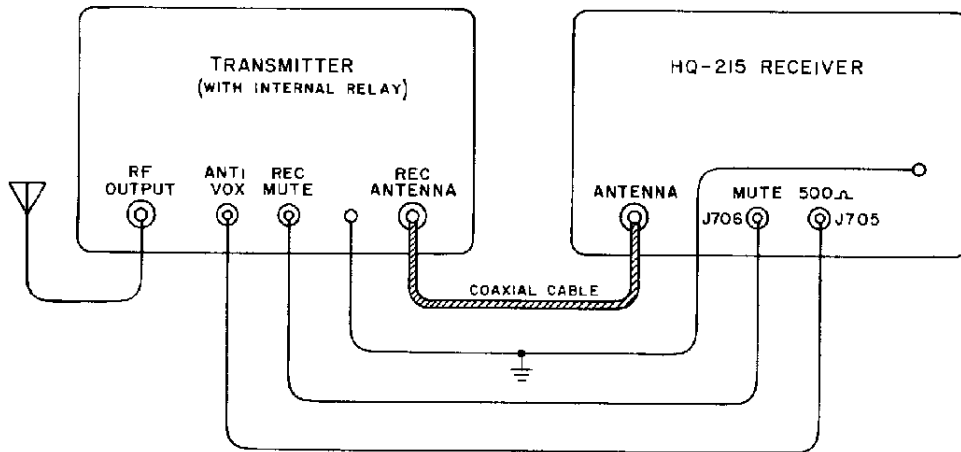 TRANSMITTER
(WITH INTERNAL RELAY)
HQ-215 RECEIVER
RF
OUTPUT
ANTI
VOX
REC
MUTE
REC
ANTENNA
ANTENNA
MUTE
J706
500Ω
J705
COAXIAL CABLE